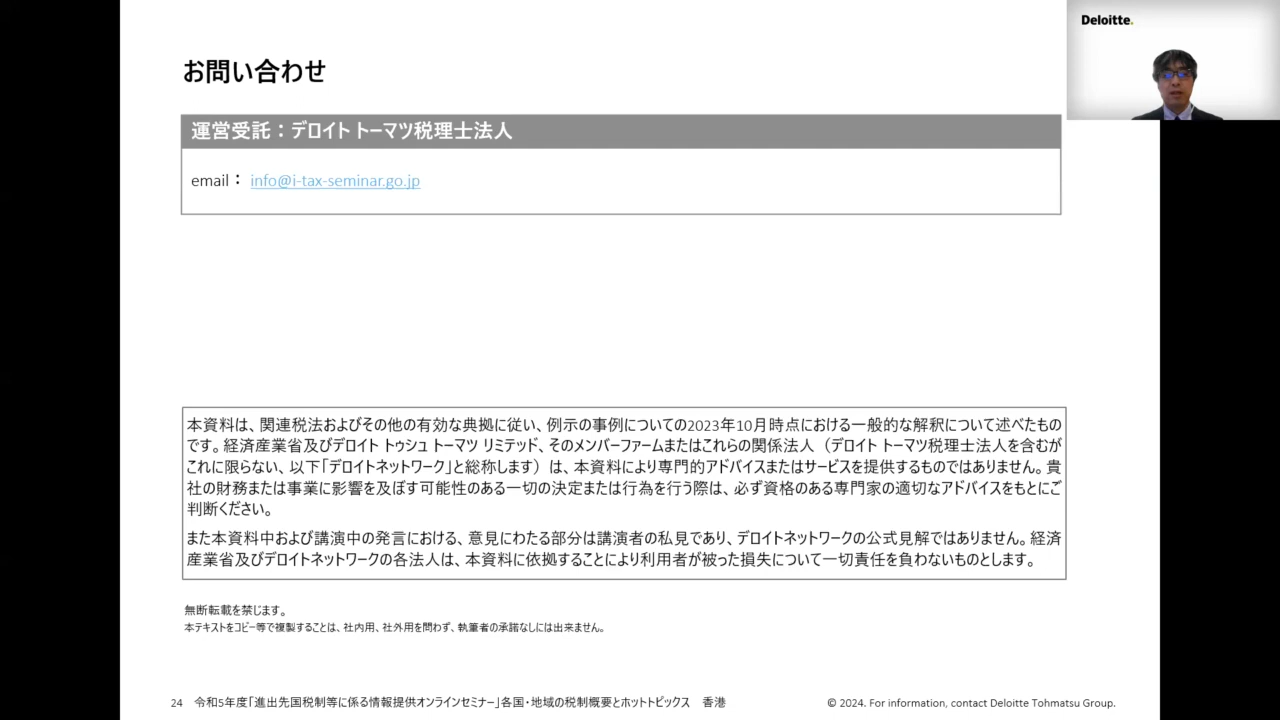 Deloitte.
お問い合わせ
運営受託：デロイト トーマツ税理士法人
email： info@i-tax-seminar.go.jp
本資料は、関連税法およびその他の有効な典拠に従い、例示の事例についての2023年10月時点における一般的な解釈について述べたもの
です。経済産業省及びデロイト トウシュ トーマツ リミテッド、そのメンバーファームまたはこれらの関係法人（デロイト トーマツ税理士法人を含むが
これに限らない、以下「デロイトネットワーク」と総称します）は、本資料により専門的アドバイスまたはサービスを提供するものではありません。貴
社の財務または事業に影響を及ぼす可能性のある一切の決定または行為を行う際は、必ず資格のある専門家の適切なアドバイスをもとにご
判断ください。
また本資料中および講演中の発言における、意見にわたる部分は講演者の私見であり、デロイトネットワークの公式見解ではありません。経済
産業省及びデロイトネットワークの各法人は、本資料に依拠することにより利用者が被った損失について一切責任を負わないものとします。
無断転載を禁じます。
本テキストをコピー等で複製することは、社内用、社外用を問わず、執筆者の承諾なしには出来ません。
24 令和5年度「進出先国税制等に係る情報提供オンラインセミナー」各国・地域の税制概要とホットトピックス 香港
© 2024. For information, contact Deloitte Tohmatsu Group.